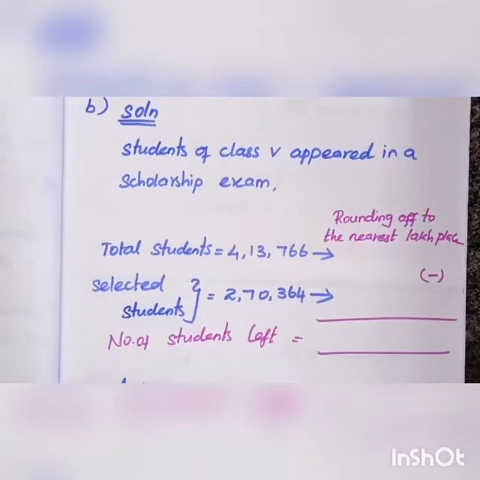 b) Soln
Students of class V appeared in a
Scholarship exam.
Rounding off to
the nearest lakh place
Total Students = 4,13,766 →
(-)
Selected
Students } = 2,70,364 →
No. of Students Left =
InShOt